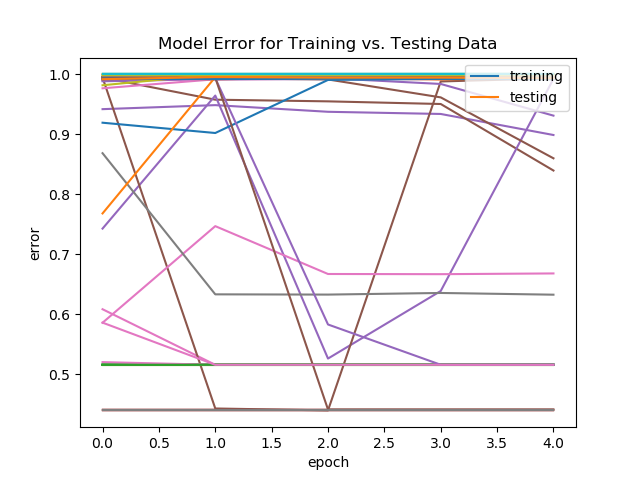 Model Error for Training vs. Testing Data
training
testing
error
1.0
0.9
0.8
0.7
0.6
0.5
0.0 0.5 1.0 1.5 2.0 2.5 3.0 3.5 4.0
epoch